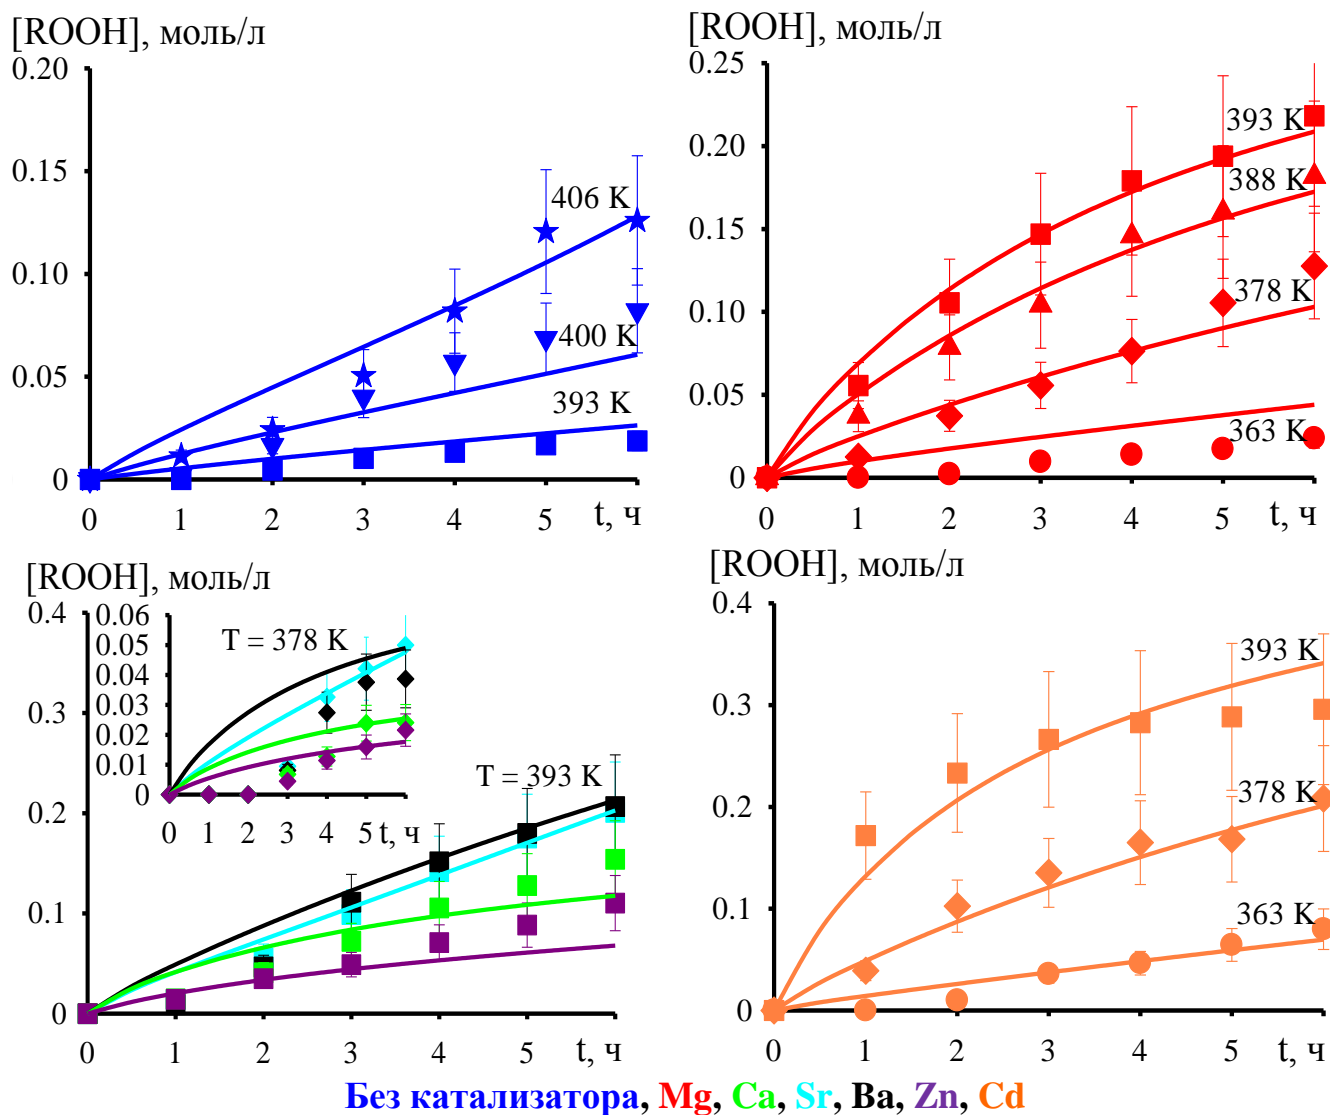 [ROOH], моль/л
0.20
0.15
0.10
0.05
0
406 K
400 K
393 K
0 1 2 3 4 5 t, ч
[ROOH], моль/л
0.25
0.20
0.15
0.10
0.05
0
393 K
388 K
378 K
363 K
0 1 2 3 4 5 t, ч
[ROOH], моль/л
0.4
0.3
0.2
0.1
0
0.06
0.05
0.04
0.03
0.02
0.01
0
T = 378 K
0 1 2 3 4 5 t, ч
T = 393 K
0 1 2 3 4 5 t, ч
[ROOH], моль/л
0.4
0.3
0.2
0.1
0
393 K
378 K
363 K
0 1 2 3 4 5 t, ч
Без катализатора, Mg, Ca, Sr, Ba, Zn, Cd